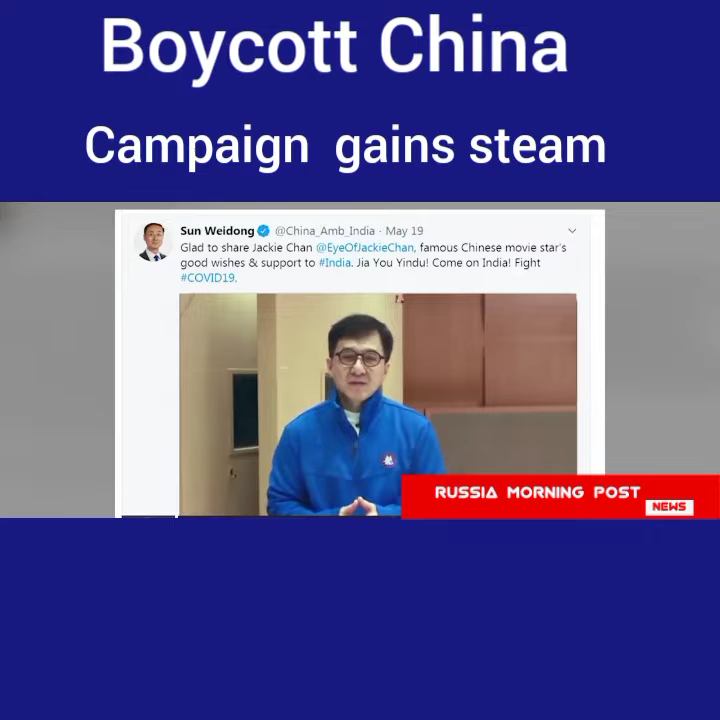 Boycott China
Campaign gains steam
Sun Weidong @China_Amb_India · May 19
Glad to share Jackie Chan @EyeOfJackieChan, famous Chinese movie star's
good wishes & support to #India. Jia You Yindu! Come on India! Fight
#COVID19.
RUSSIA MORNING POST
NEWS